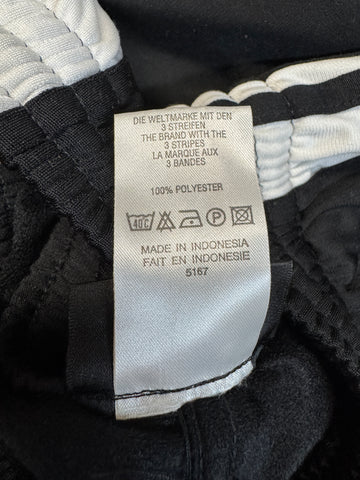 DIE WELTMARKE MIT DEN
3 STREIFEN
THE BRAND WITH THE
3 STRIPES
LA MARQUE AUX
3 BANDES
100% POLYESTER
40°C P
MADE IN INDONESIA
FAIT EN INDONESIE
5167